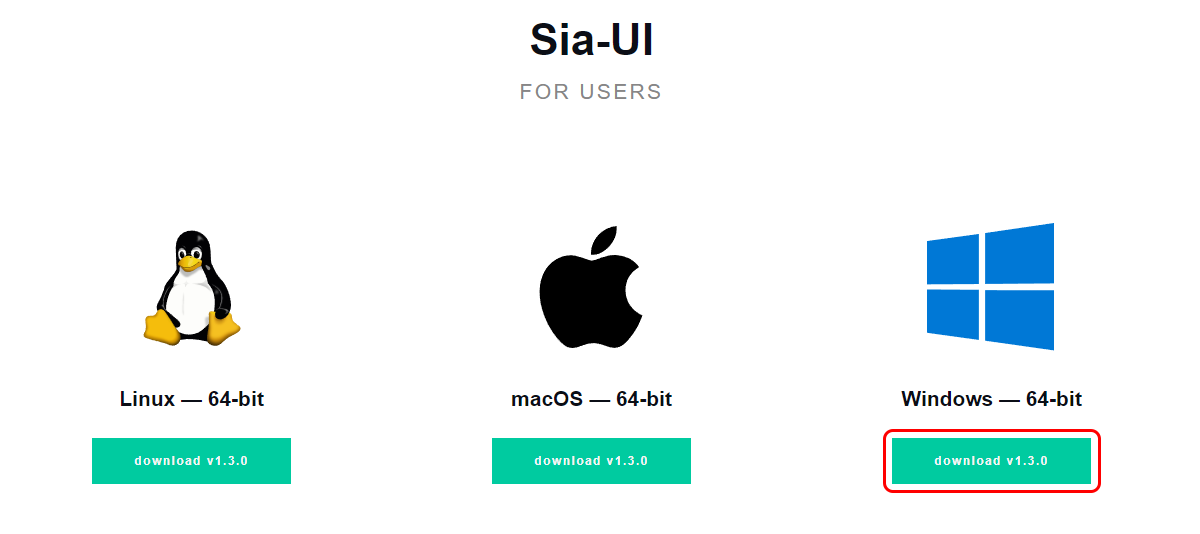 Sia-UI
FOR USERS
Linux — 64-bit
macOS — 64-bit
Windows — 64-bit
download v1.3.0
download v1.3.0
download v1.3.0